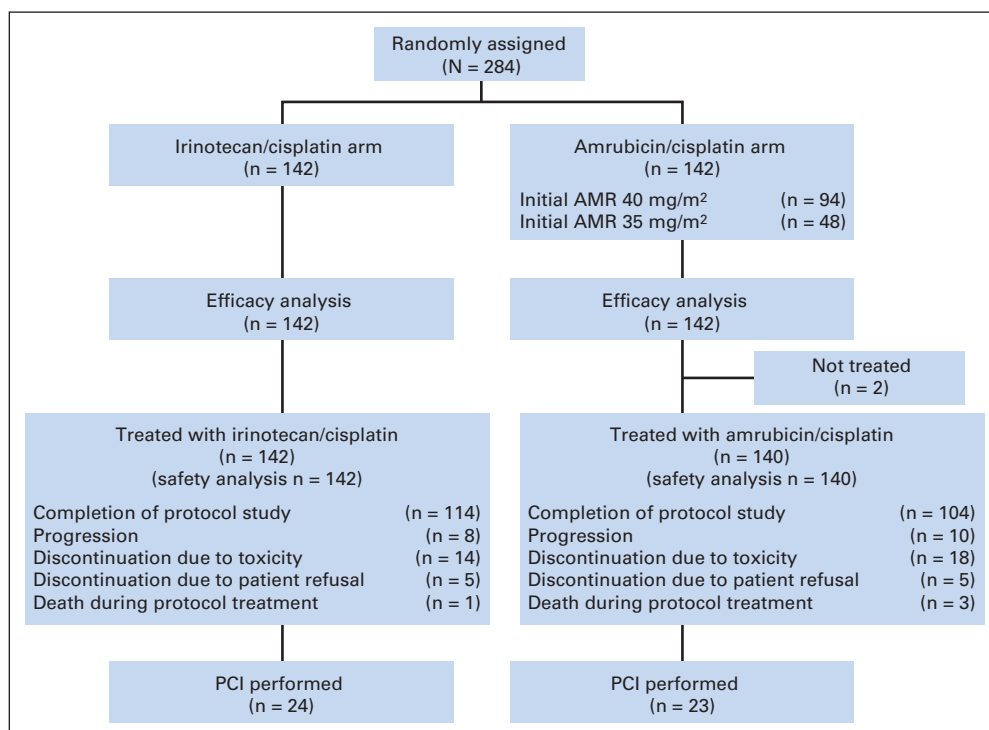 Randomly assigned
(N = 284)
Irinotecan/cisplatin arm
(n = 142)
Amrubicin/cisplatin arm
(n = 142)
Initial AMR 40 mg/m² (n = 94)
Initial AMR 35 mg/m² (n = 48)
Efficacy analysis
(n = 142)
Efficacy analysis
(n = 142)
Not treated
(n = 2)
Treated with irinotecan/cisplatin
(n = 142)
(safety analysis n = 142)
Completion of protocol study (n = 114)
Progression (n = 8)
Discontinuation due to toxicity (n = 14)
Discontinuation due to patient refusal (n = 5)
Death during protocol treatment (n = 1)
Treated with amrubicin/cisplatin
(n = 140)
(safety analysis n = 140)
Completion of protocol study (n = 104)
Progression (n = 10)
Discontinuation due to toxicity (n = 18)
Discontinuation due to patient refusal (n = 5)
Death during protocol treatment (n = 3)
PCI performed
(n = 24)
PCI performed
(n = 23)